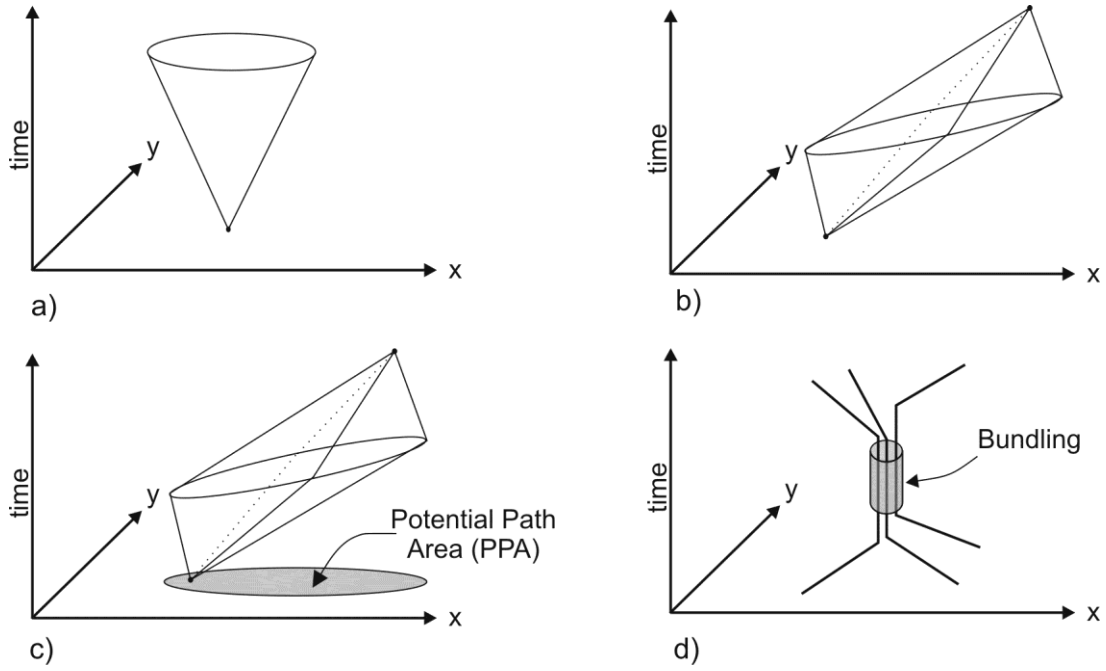 time
y
x
a)
time
y
x
b)
time
y
Potential Path
Area (PPA)
x
c)
time
y
Bundling
x
d)